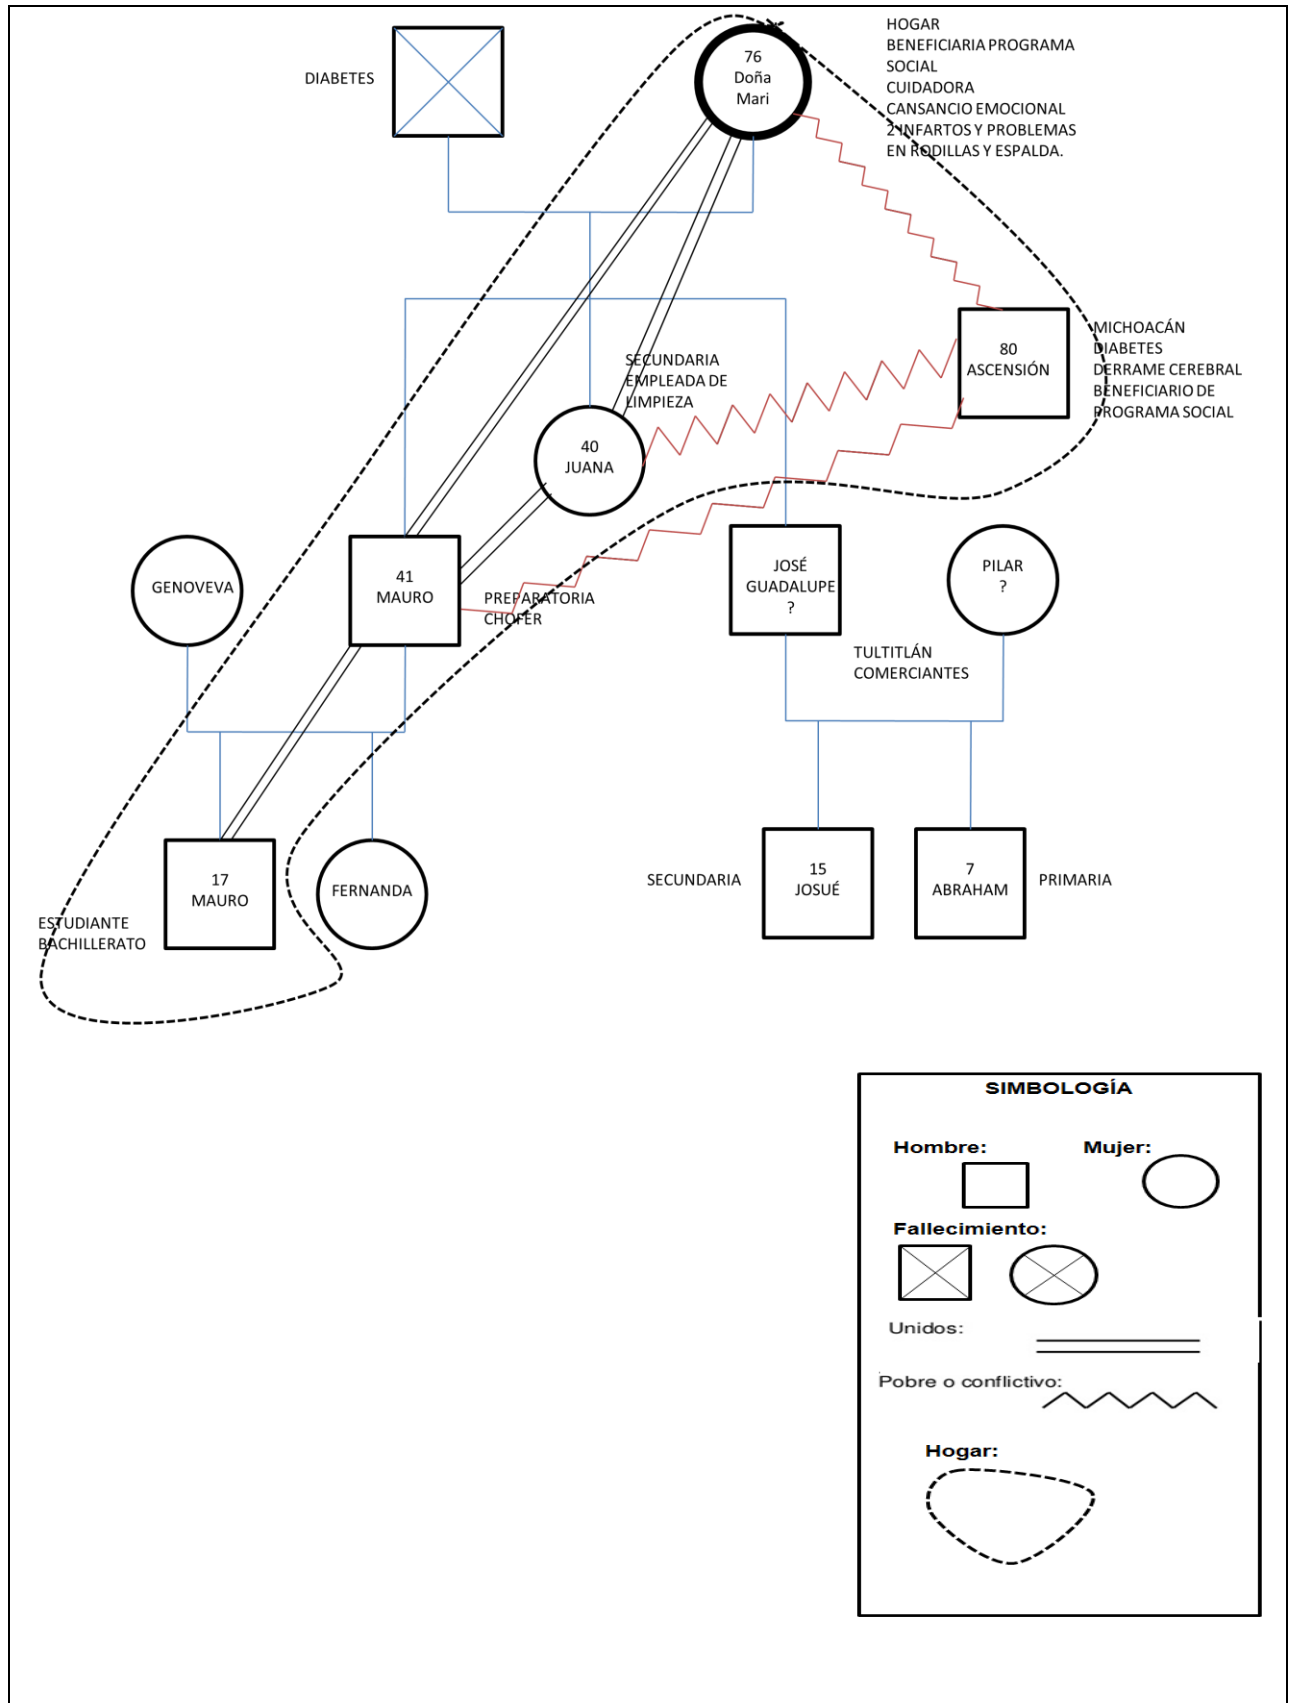 HOGAR
BENEFICIARIA PROGRAMA
SOCIAL
CUIDADORA
CANSANCIO EMOCIONAL
2 INFARTOS Y PROBLEMAS
EN RODILLAS Y ESPALDA.
DIABETES
76
Doña
Mari
80
ASCENSIÓN
MICHOACÁN
DIABETES
DERRAME CEREBRAL
BENEFICIARIO DE
PROGRAMA SOCIAL
SECUNDARIA
EMPLEADA DE
LIMPIEZA
40
JUANA
GENOVEVA
41
MAURO
PREPARATORIA
CHOFER
JOSÉ
GUADALUPE
?
PILAR
?
TULTITLÁN
COMERCIANTES
17
MAURO
ESTUDIANTE
BACHILLERATO
FERNANDA
SECUNDARIA
15
JOSUÉ
7
ABRAHAM
PRIMARIA
SIMBOLOGÍA
Hombre:
Mujer:
Fallecimiento:
Unidos:
Pobre o conflictivo:
Hogar: